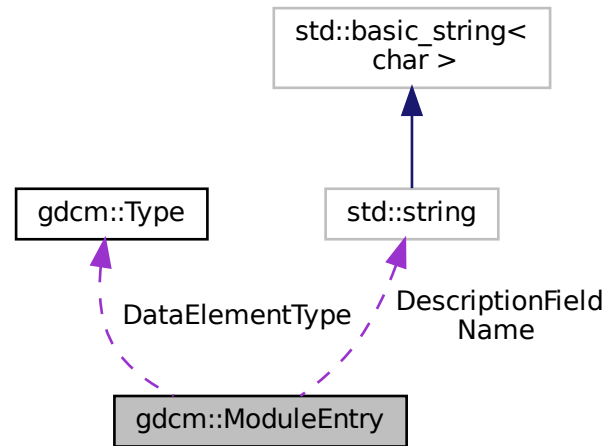 std::basic_string<
char >
gdcm::Type
std::string
DataElementType
DescriptionField
Name
gdcm::ModuleEntry